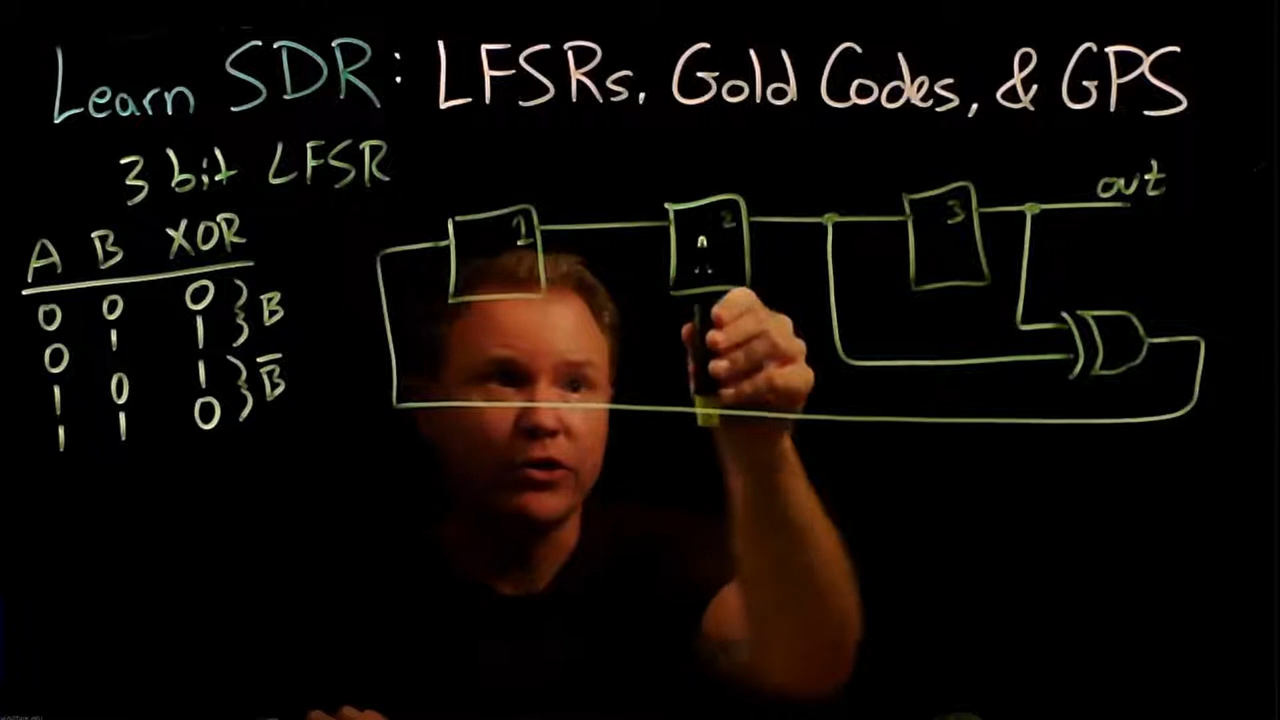 Learn SDR: LFSRs, Gold Codes, & GPS
3 bit LFSR
A B XOR
0 0 0
0 1 1
1 0 1
1 1 0
B
B̅
1
2
3
out